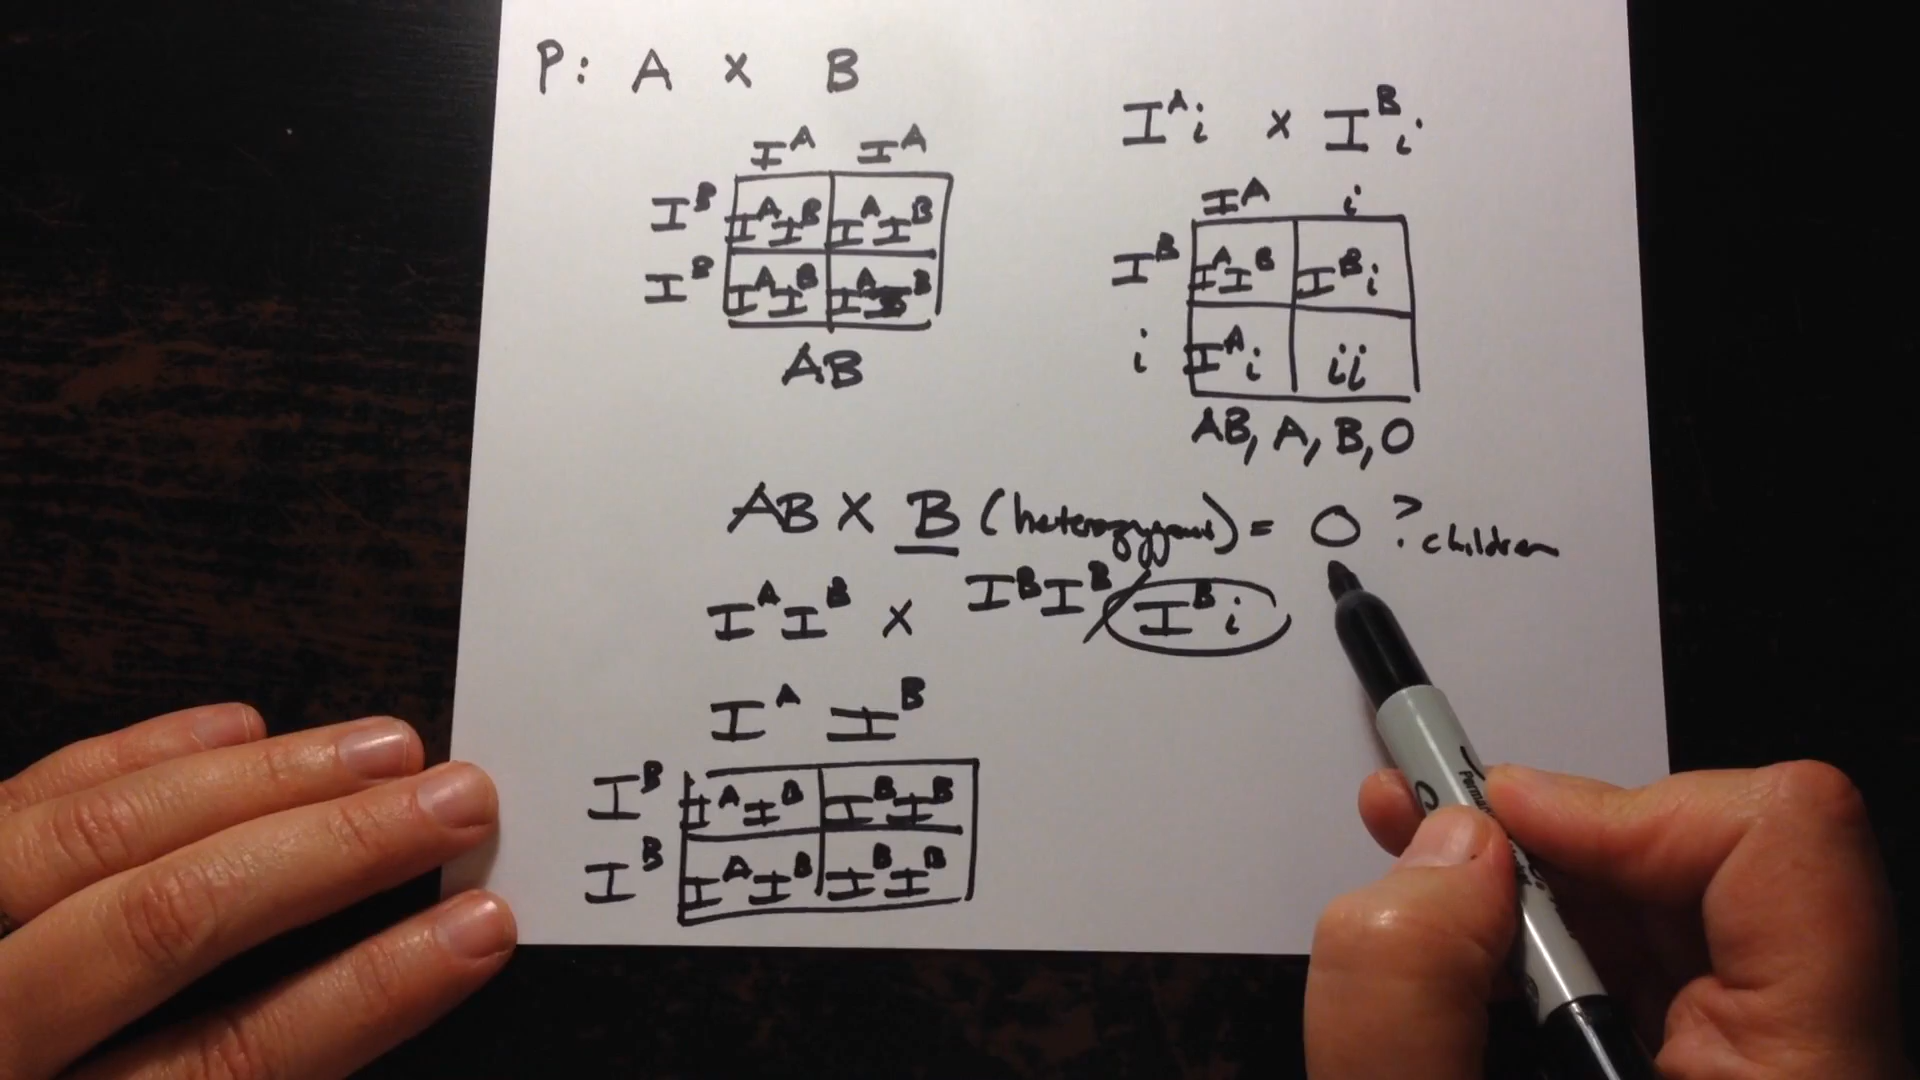 P: A x B
I^A I^A
I^B I^A I^B I^A I^B
I^B I^A I^B I^A I^B
AB
I^A i x I^B i
I^A i
I^B I^A I^B I^B i
i I^A i ii
AB, A, B, O
AB X B (heterozygous) = O ? children
I^A I^B x I^B I^B / I^B i
I^A I^B
I^B I^A I^B I^B I^B
I^B I^A I^B I^B I^B